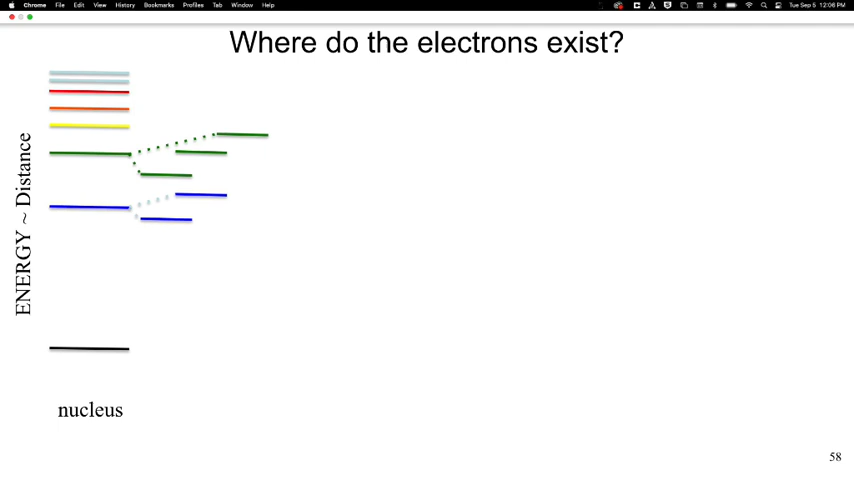 Chrome File Edit View History Bookmarks Profiles Tab Window Help
Tue Sep 5 12:06 PM
Where do the electrons exist?
ENERGY ~ Distance
nucleus
58